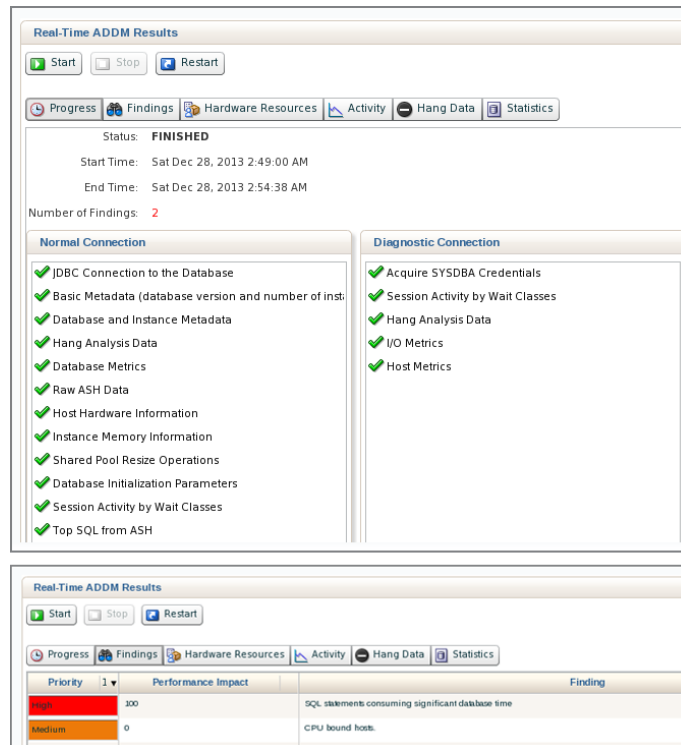 Real-Time ADDM Results
Start Stop Restart
Progress Findings Hardware Resources Activity Hang Data Statistics
Status: FINISHED
Start Time: Sat Dec 28, 2013 2:49:00 AM
End Time: Sat Dec 28, 2013 2:54:38 AM
Number of Findings: 2
Normal Connection
JDBC Connection to the Database
Basic Metadata (database version and number of insta
Database and Instance Metadata
Hang Analysis Data
Database Metrics
Raw ASH Data
Host Hardware Information
Instance Memory Information
Shared Pool Resize Operations
Database Initialization Parameters
Session Activity by Wait Classes
Top SQL from ASH
Diagnostic Connection
Acquire SYSDBA Credentials
Session Activity by Wait Classes
Hang Analysis Data
I/O Metrics
Host Metrics
Real-Time ADDM Results
Start Stop Restart
Progress Findings Hardware Resources Activity Hang Data Statistics
Priority 1 Performance Impact Finding
High 100 SQL statements consuming significant database time
Medium 0 CPU bound hosts.